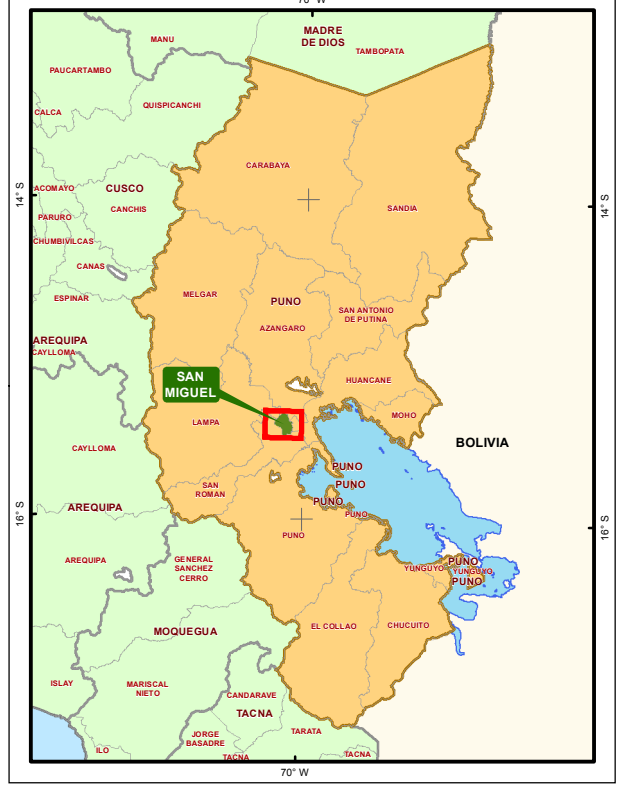 70° W
MADRE
DE DIOS
MANU
TAMBOPATA
PAUCARTAMBO
QUISPICANCHI
CALCA
CARABAYA
ACOMAYO
CUSCO
14° S
14° S
SANDIA
CANCHIS
PARURO
CHUMBIVILCAS
CANAS
ESPINAR
MELGAR
PUNO
SAN ANTONIO
DE PUTINA
AZANGARO
AREQUIPA
CAYLLOMA
SAN
MIGUEL
HUANCANE
MOHO
LAMPA
BOLIVIA
CAYLLOMA
PUNO
PUNO
SAN
ROMAN
PUNO
PUNO
AREQUIPA
16° S
16° S
PUNO
AREQUIPA
GENERAL
SANCHEZ
CERRO
PUNO
YUNGUYO
YUNGUYO
PUNO
MOQUEGUA
EL COLLAO
CHUCUITO
ISLAY
MARISCAL
NIETO
CANDARAVE
TACNA
JORGE
BASADRE
TARATA
ILO
TACNA
TACNA
70° W